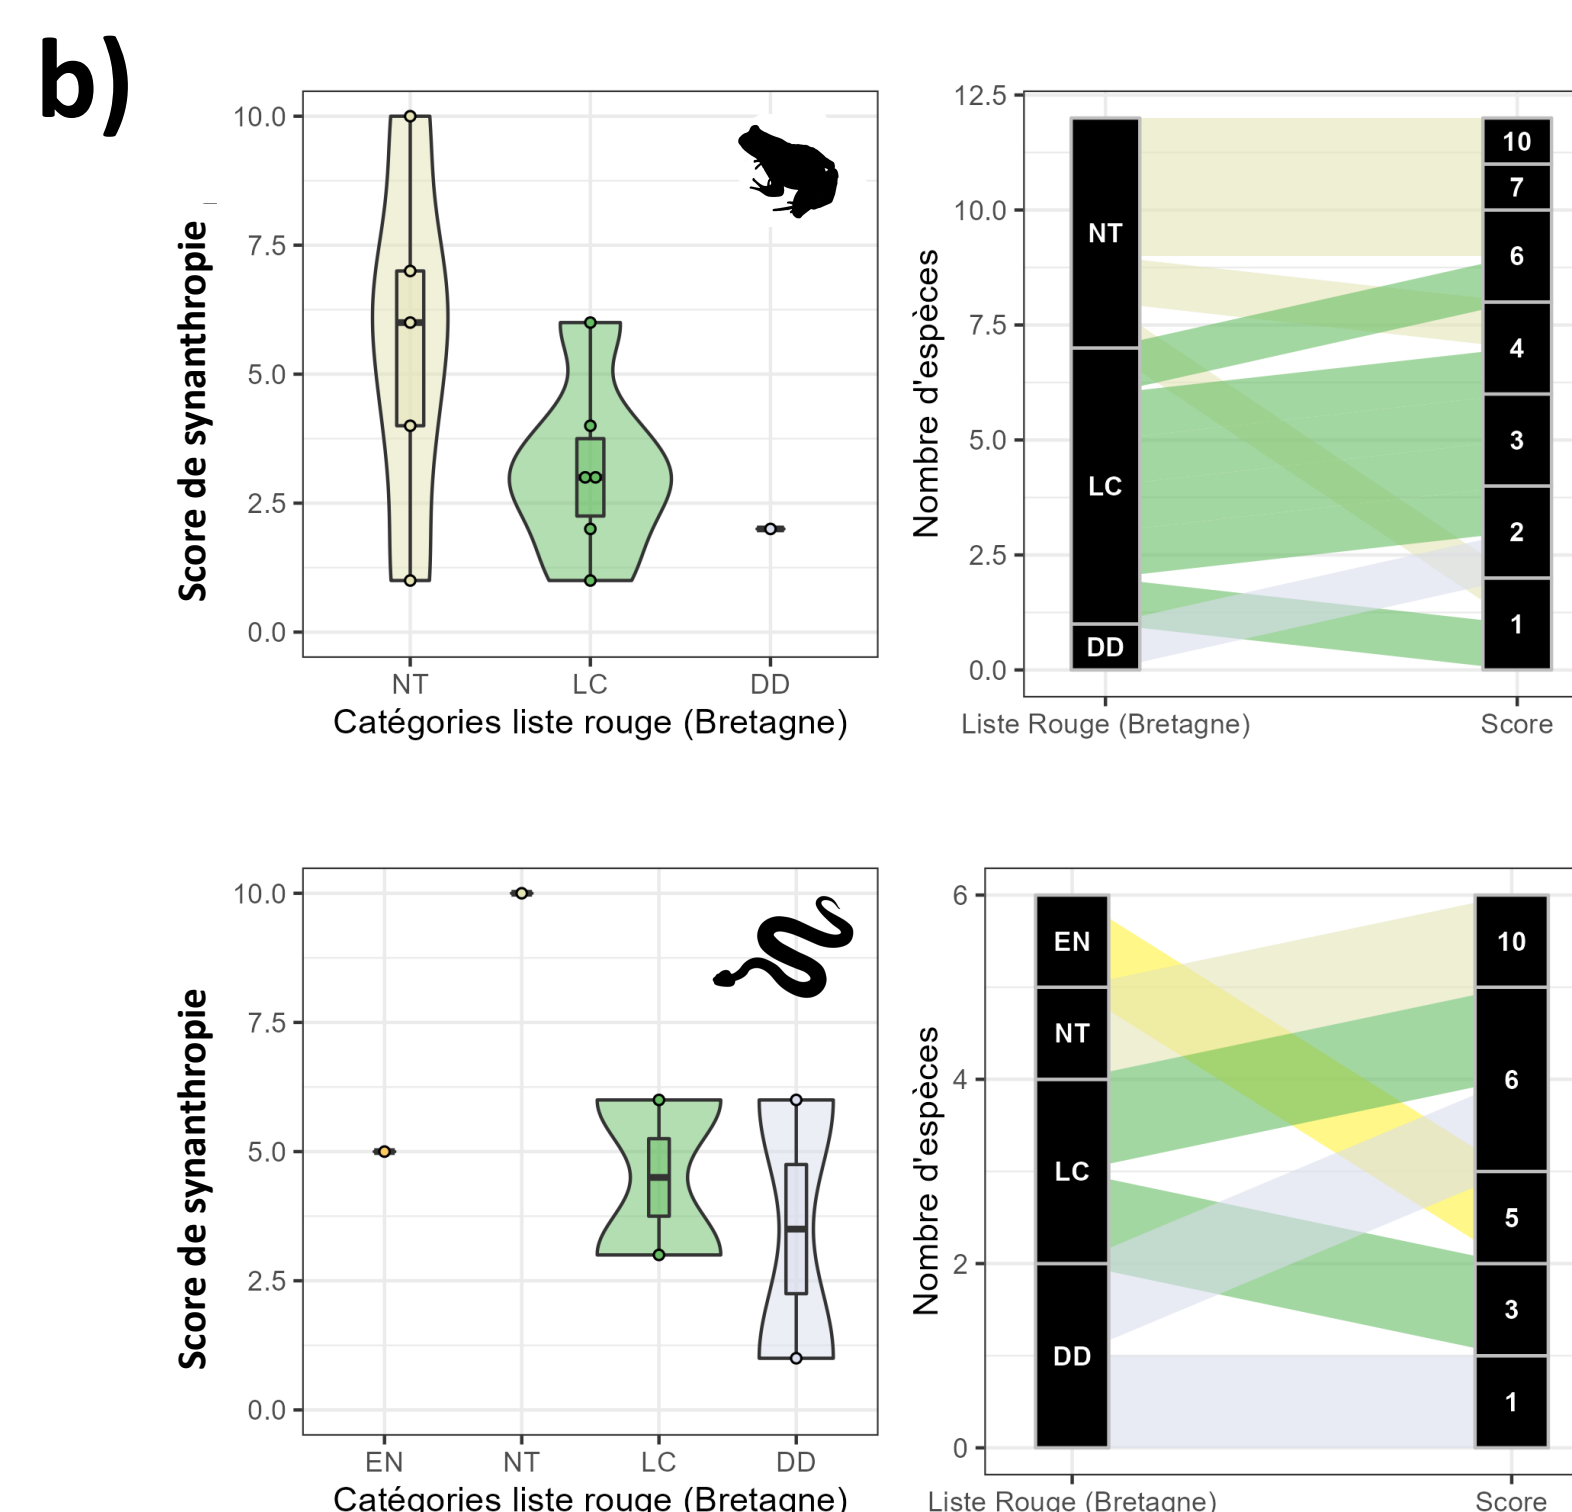 b)
Score de synanthropie
10.0
7.5
5.0
2.5
0.0
NT LC DD
Catégories liste rouge (Bretagne)
Nombre d'espèces
12.5
10.0
7.5
5.0
2.5
0.0
NT
LC
DD
10
7
6
4
3
2
1
Liste Rouge (Bretagne) Score
Score de synanthropie
10.0
7.5
5.0
2.5
0.0
EN NT LC DD
Catégories liste rouge (Bretagne)
Nombre d'espèces
6
4
2
0
EN
NT
LC
DD
10
6
5
3
1
Liste Rouge (Bretagne) Score